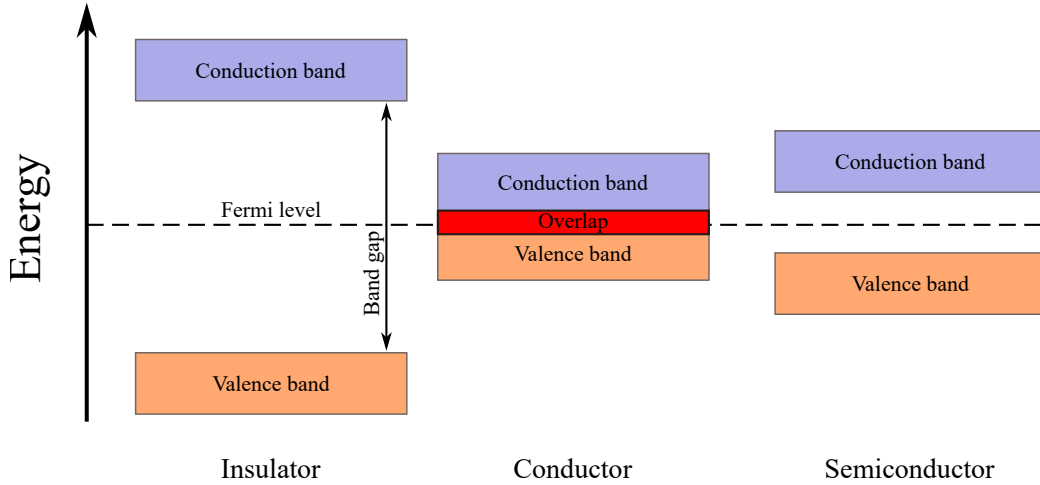 Energy
Conduction band
Fermi level
Band gap
Valence band
Insulator
Conduction band
Overlap
Valence band
Conductor
Conduction band
Valence band
Semiconductor